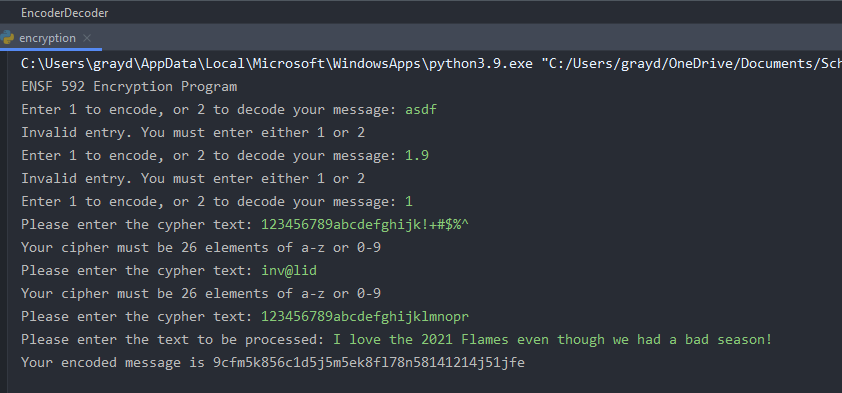 EncoderDecoder
encryption
C:\Users\grayd\AppData\Local\Microsoft\WindowsApps\python3.9.exe "C:/Users/grayd/OneDrive/Documents/Sch
ENSF 592 Encryption Program
Enter 1 to encode, or 2 to decode your message: asdf
Invalid entry. You must enter either 1 or 2
Enter 1 to encode, or 2 to decode your message: 1.9
Invalid entry. You must enter either 1 or 2
Enter 1 to encode, or 2 to decode your message: 1
Please enter the cypher text: 123456789abcdefghijk!+#$%^
Your cipher must be 26 elements of a-z or 0-9
Please enter the cypher text: inv@lid
Your cipher must be 26 elements of a-z or 0-9
Please enter the cypher text: 123456789abcdefghijklmnopr
Please enter the text to be processed: I love the 2021 Flames even though we had a bad season!
Your encoded message is 9cfm5k856c1d5j5m5ek8fl78n58141214j51jfe